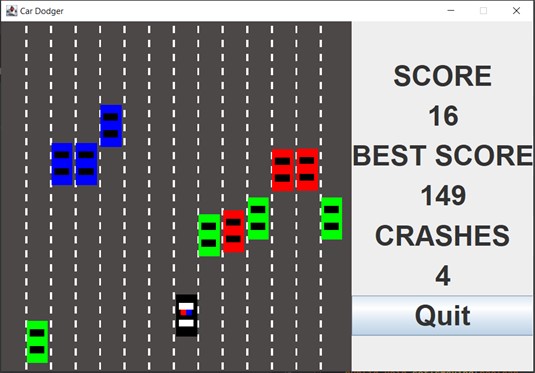 Car Dodger
SCORE
16
BEST SCORE
149
CRASHES
4
Quit